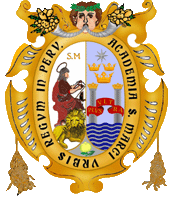 ACADEMIA S. MARCI VRBIS REGVM IN PERV.
S M